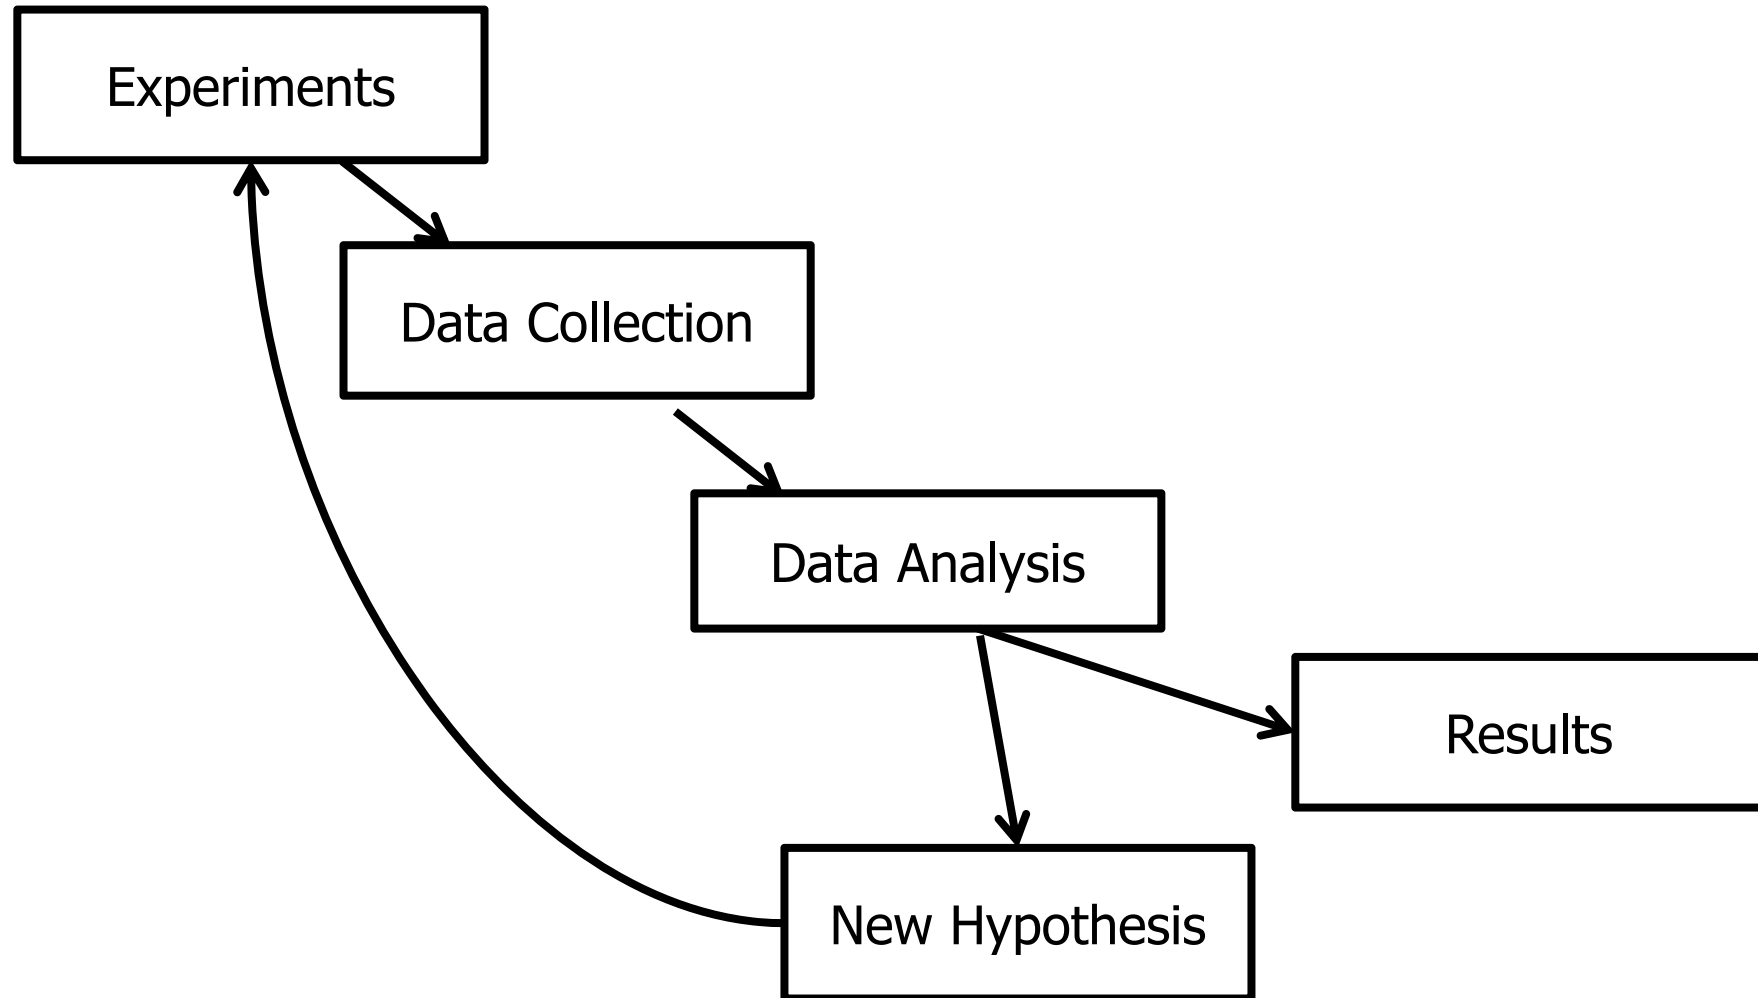 Experiments
Data Collection
Data Analysis
Results
New Hypothesis